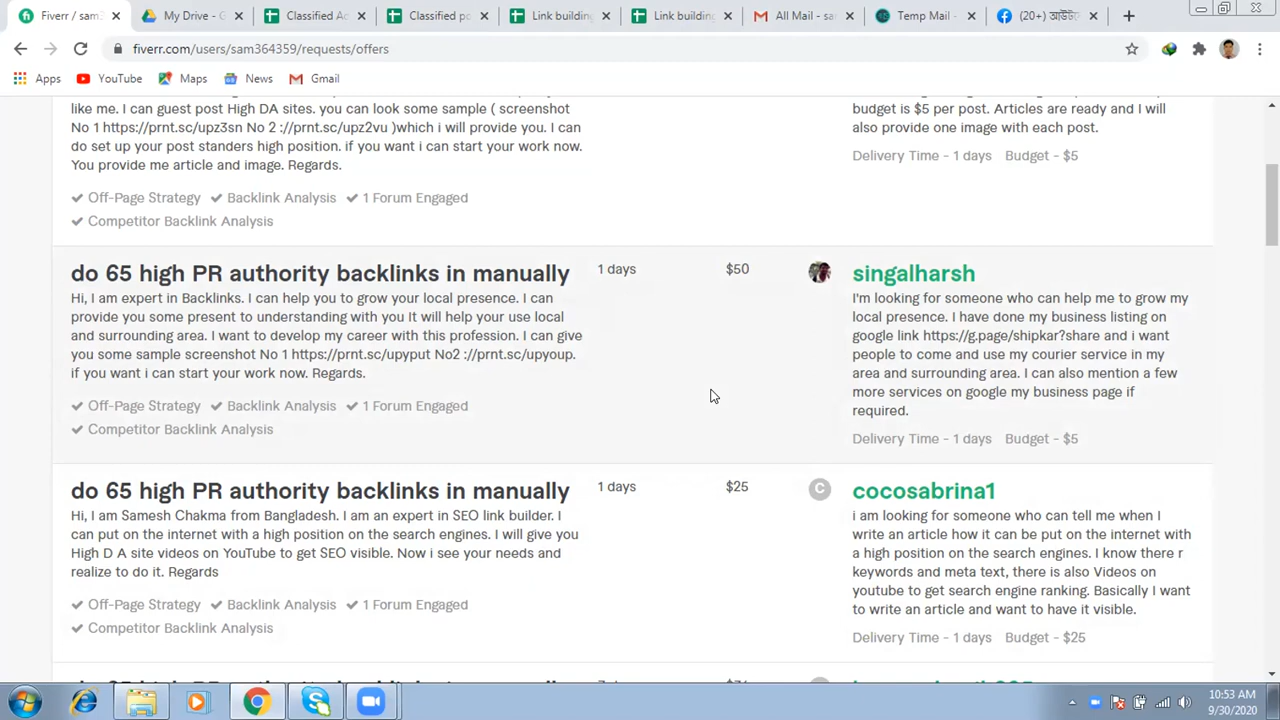 Fiverr / sam3
My Drive - G
Classified Ac
Classified po
Link building
Link building
All Mail - sar
Temp Mail -
(20+) আউট
fiverr.com/users/sam364359/requests/offers
Apps
YouTube
Maps
News
Gmail
like me. I can guest post High DA sites. you can look some sample ( screenshot
No 1 https://prnt.sc/upz3sn No 2 ://prnt.sc/upz2vu )which i will provide you. I can
do set up your post standers high position. if you want i can start your work now.
You provide me article and image. Regards.
Off-Page Strategy Backlink Analysis 1 Forum Engaged
Competitor Backlink Analysis
budget is $5 per post. Articles are ready and I will
also provide one image with each post.
Delivery Time - 1 days Budget - $5
do 65 high PR authority backlinks in manually
1 days
$50
Hi, I am expert in Backlinks. I can help you to grow your local presence. I can
provide you some present to understanding with you It will help your use local
and surrounding area. I want to develop my career with this profession. I can give
you some sample screenshot No 1 https://prnt.sc/upyput No2 ://prnt.sc/upyoup.
if you want i can start your work now. Regards.
Off-Page Strategy Backlink Analysis 1 Forum Engaged
Competitor Backlink Analysis
singalharsh
I'm looking for someone who can help me to grow my
local presence. I have done my business listing on
google link https://g.page/shipkar?share and i want
people to come and use my courier service in my
area and surrounding area. I can also mention a few
more services on google my business page if
required.
Delivery Time - 1 days Budget - $5
do 65 high PR authority backlinks in manually
1 days
$25
Hi, I am Samesh Chakma from Bangladesh. I am an expert in SEO link builder. I
can put on the internet with a high position on the search engines. I will give you
High D A site videos on YouTube to get SEO visible. Now i see your needs and
realize to do it. Regards
Off-Page Strategy Backlink Analysis 1 Forum Engaged
Competitor Backlink Analysis
C
cocosabrina1
i am looking for someone who can tell me when I
write an article how it can be put on the internet with
a high position on the search engines. I know there r
keywords and meta text, there is also Videos on
youtube to get search engine ranking. Basically I want
to write an article and want to have it visible.
Delivery Time - 1 days Budget - $25
10:53 AM
9/30/2020